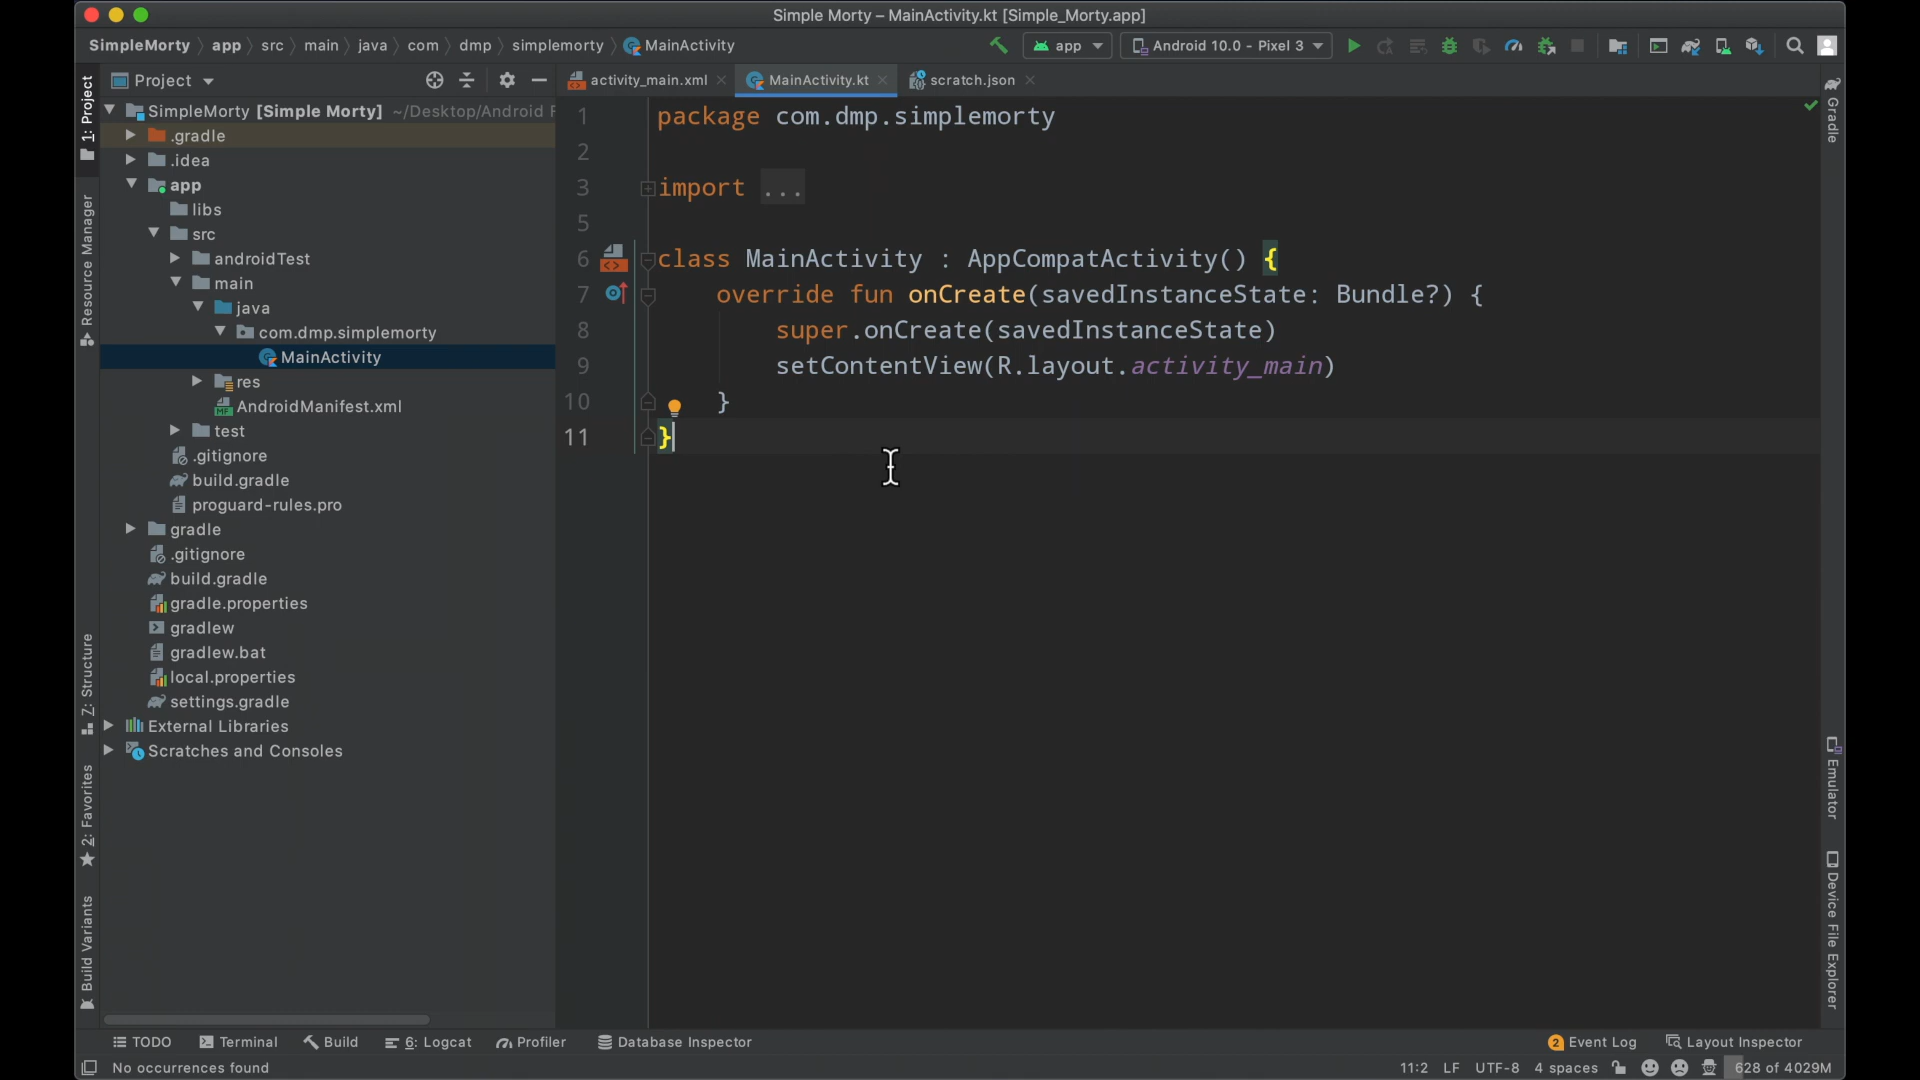 Simple Morty – MainActivity.kt [Simple_Morty.app]
SimpleMorty app src main java com dmp simplemorty MainActivity
app
Android 10.0 - Pixel 3
Project
activity_main.xml
MainActivity.kt
scratch.json
1: Project
Resource Manager
Z: Structure
2: Favorites
Build Variants
SimpleMorty [Simple Morty] ~/Desktop/Android
.gradle
.idea
app
libs
src
androidTest
main
java
com.dmp.simplemorty
MainActivity
res
AndroidManifest.xml
test
.gitignore
build.gradle
proguard-rules.pro
gradle
.gitignore
build.gradle
gradle.properties
gradlew
gradlew.bat
local.properties
settings.gradle
External Libraries
Scratches and Consoles
1 package com.dmp.simplemorty
2
3 import ...
5
6 class MainActivity : AppCompatActivity() {
7 override fun onCreate(savedInstanceState: Bundle?) {
8 super.onCreate(savedInstanceState)
9 setContentView(R.layout.activity_main)
10 }
11 }
Gradle
Emulator
Device File Explorer
TODO
Terminal
Build
6: Logcat
Profiler
Database Inspector
2 Event Log
Layout Inspector
No occurrences found
11:2 LF UTF-8 4 spaces
628 of 4029M